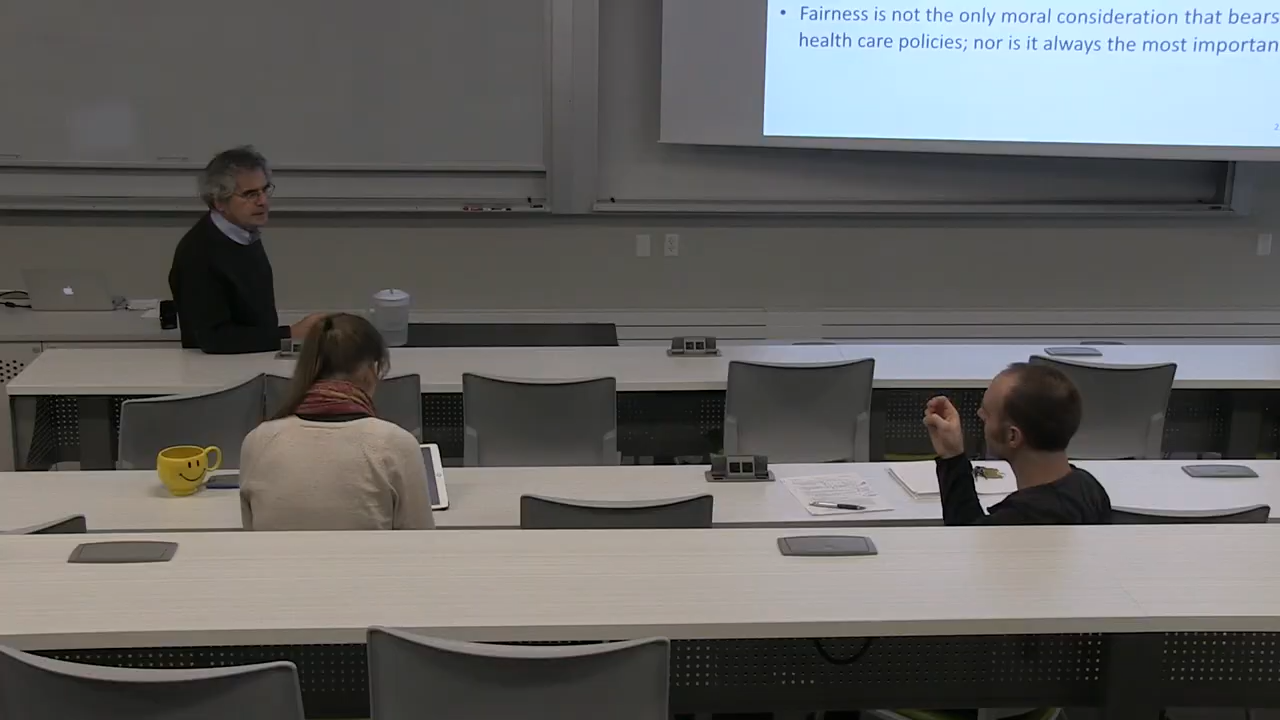 • Fairness is not the only moral consideration that bears
health care policies; nor is it always the most importan
2